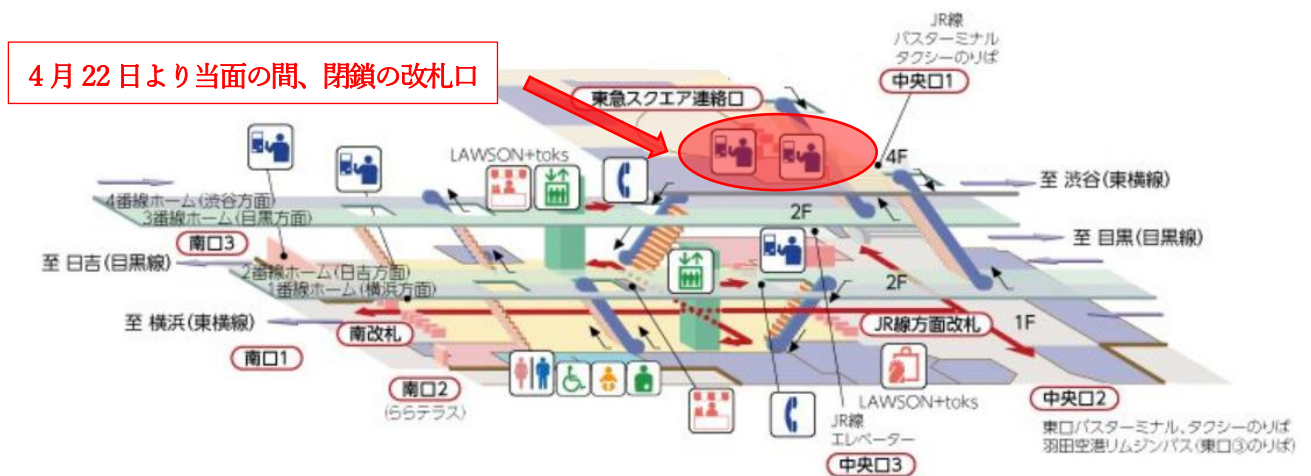 JR線
バスターミナル
タクシーのりば
中央口1
4月22日より当面の間、閉鎖の改札口
東急スクエア連絡口
LAWSON+toks
4F
至 渋谷(東横線)
4番線ホーム(渋谷方面)
3番線ホーム(目黒方面)
2F
南口3
至 目黒(目黒線)
至 日吉(目黒線)
2番線ホーム(日吉方面)
1番線ホーム(横浜方面)
2F
至 横浜(東横線)
南改札
JR線方面改札
1F
南口1
南口2
(ららテラス)
LAWSON+toks
中央口2
JR線
エレベーター
中央口3
東口バスターミナル、タクシーのりば
羽田空港リムジンバス(東口③のりば)